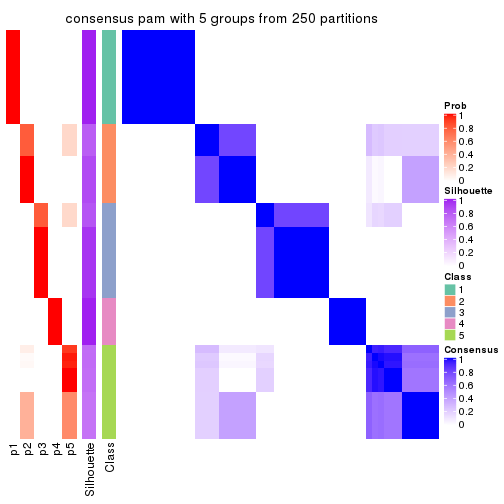 consensus pam with 5 groups from 250 partitions
Prob
1
0.8
0.6
0.4
0.2
0
Silhouette
1
0.8
0.6
0.4
0.2
0
Class
1
2
3
4
5
Consensus
1
0.8
0.6
0.4
0.2
0
p1
p2
p3
p4
p5
Silhouette
Class